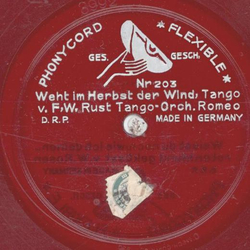 PHONYCORD * FLEXIBLE *
GES. GESCH.
Nr 203
Weht im Herbst der Wind, Tango
v. F. W. Rust Tango-Orch. Romeo
D. R. P. MADE IN GERMANY